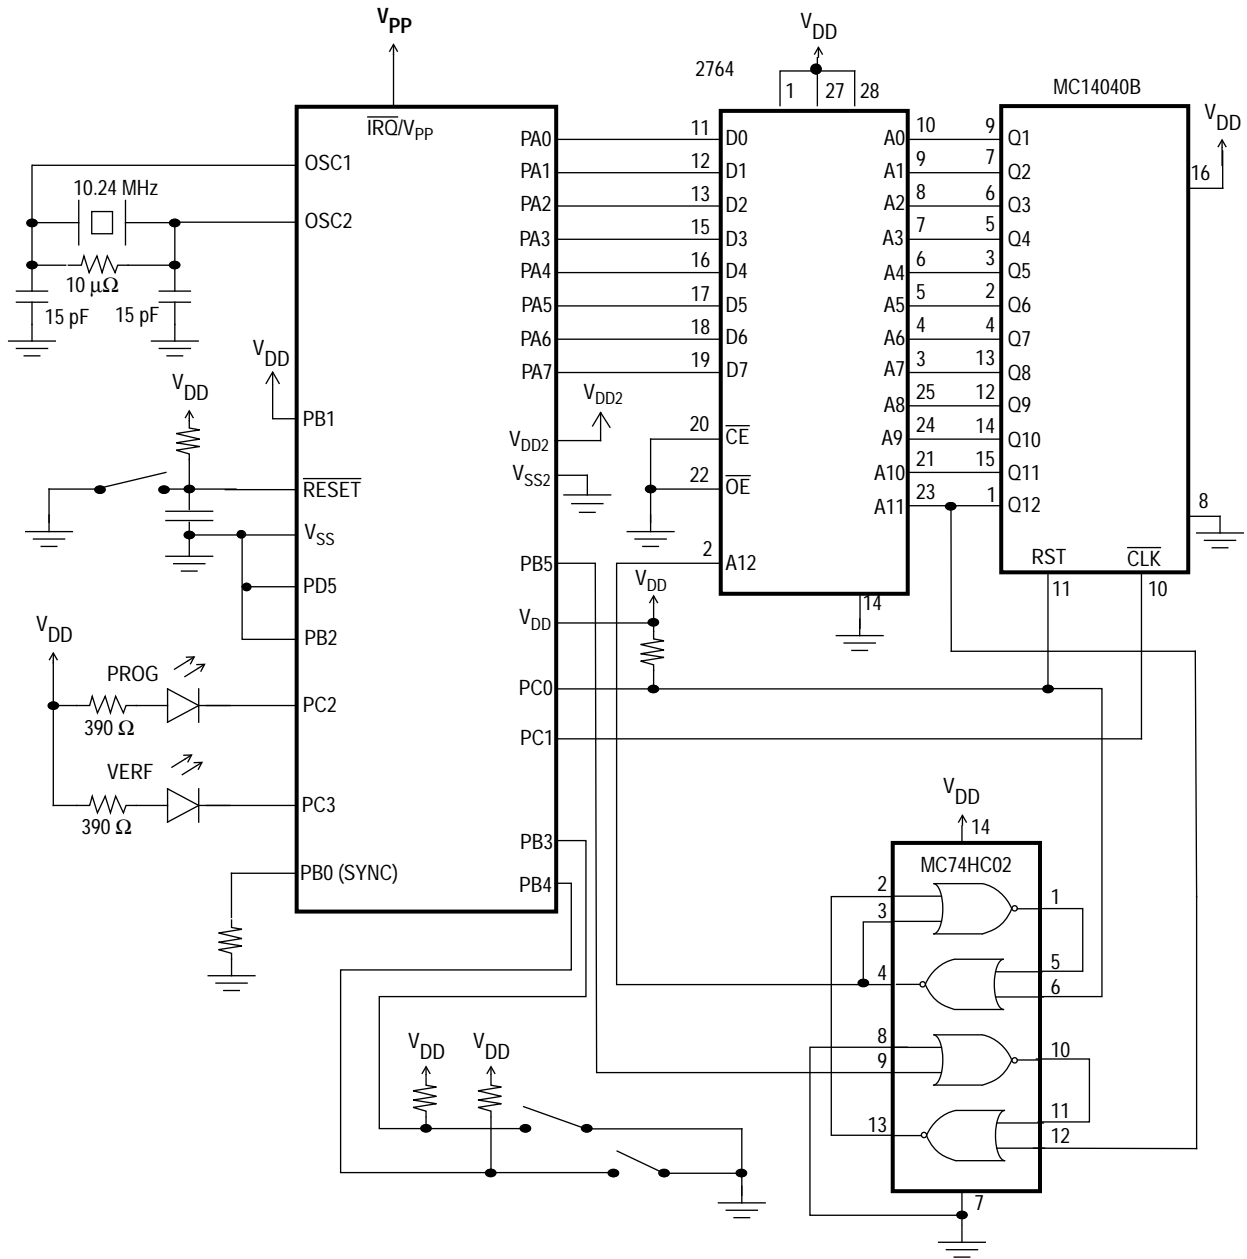 VPP
VDD
2764
1 27 28
MC14040B
VDD
16
IRQ/VPP
OSC1
10.24 MHz
OSC2
10 μΩ
15 pF 15 pF
PA0 11 D0 A0 10 9 Q1
PA1 12 D1 A1 9 7 Q2
PA2 13 D2 A2 8 6 Q3
PA3 15 D3 A3 7 5 Q4
PA4 16 D4 A4 6 3 Q5
PA5 17 D5 A5 5 2 Q6
PA6 18 D6 A6 4 4 Q7
PA7 19 D7 A7 3 13 Q8
A8 25 12 Q9
20 CE A9 24 14 Q10
22 OE A10 21 15 Q11
A11 23 1 Q12
8
2 A12
14
RST CLK
11 10
VDD
PB1
VDD
RESET
VSS
PD5
PB2
VDD2
VDD2
VSS2
PB5
VDD
VDD
PC0
PC1
VDD
PROG
390 Ω
PC2
VERF
390 Ω
PC3
PB0 (SYNC)
PB3
PB4
VDD VDD
VDD
14
MC74HC02
2 1
3
5
4 6
8
9 10
11
13 12
7